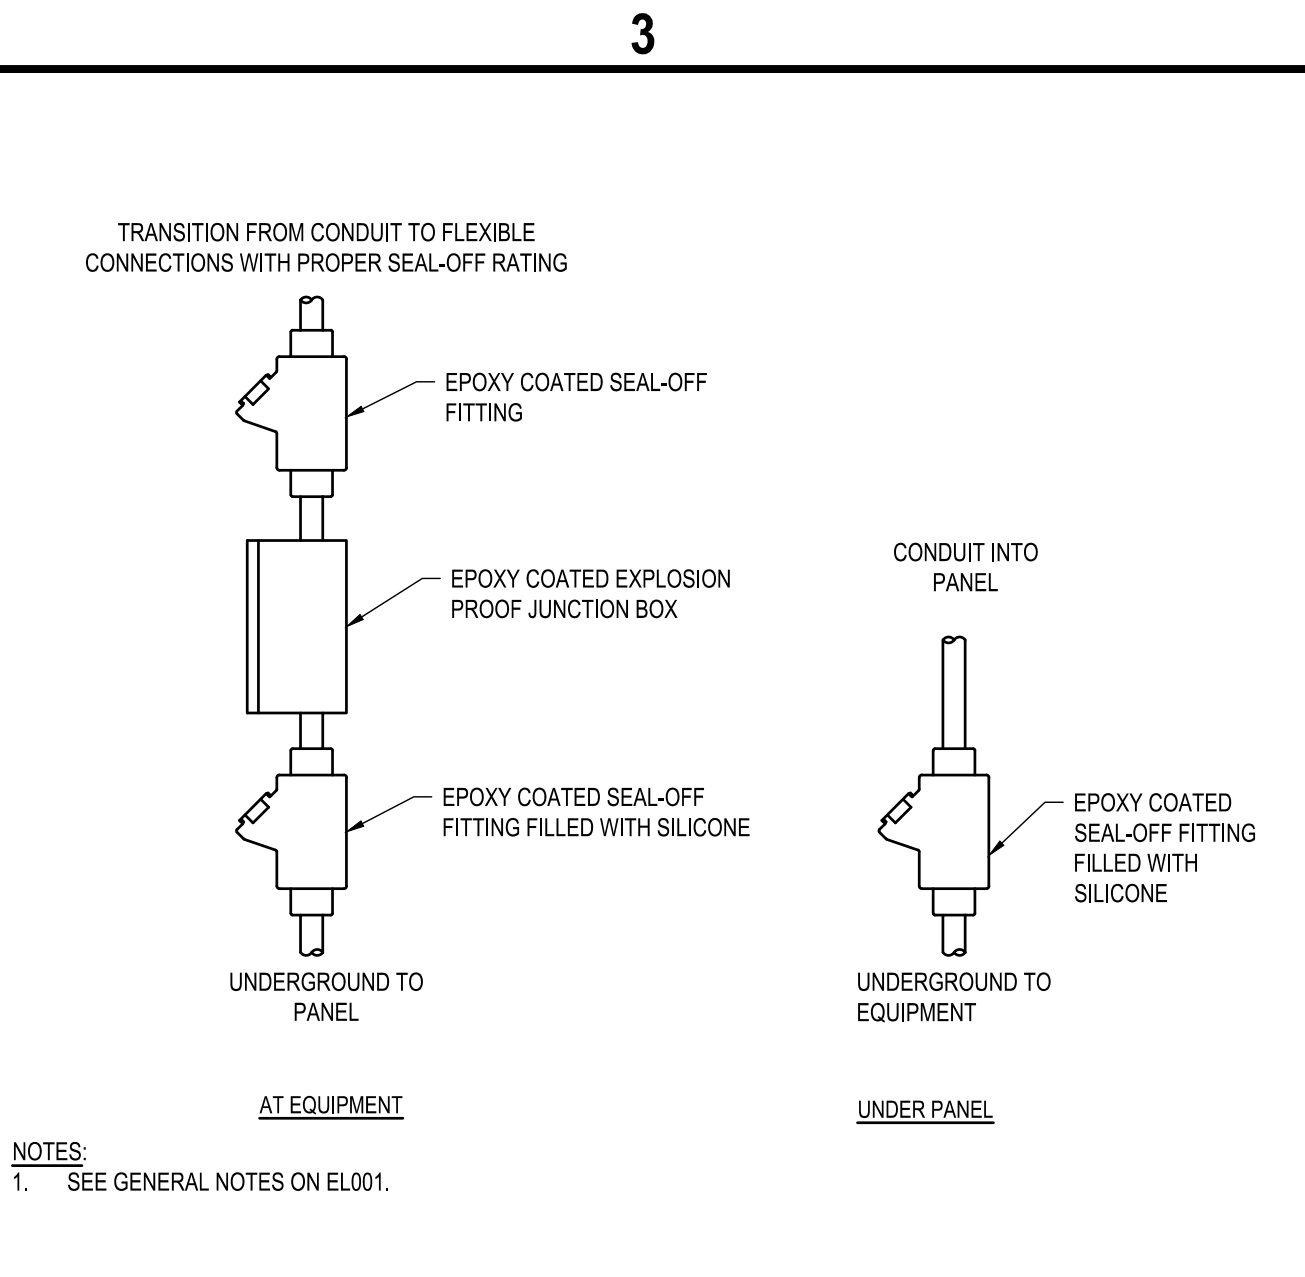 3
TRANSITION FROM CONDUIT TO FLEXIBLE
CONNECTIONS WITH PROPER SEAL-OFF RATING
EPOXY COATED SEAL-OFF
FITTING
EPOXY COATED EXPLOSION
PROOF JUNCTION BOX
EPOXY COATED SEAL-OFF
FITTING FILLED WITH SILICONE
UNDERGROUND TO
PANEL
AT EQUIPMENT
CONDUIT INTO
PANEL
EPOXY COATED
SEAL-OFF FITTING
FILLED WITH
SILICONE
UNDERGROUND TO
EQUIPMENT
UNDER PANEL
NOTES:
1. SEE GENERAL NOTES ON EL001.